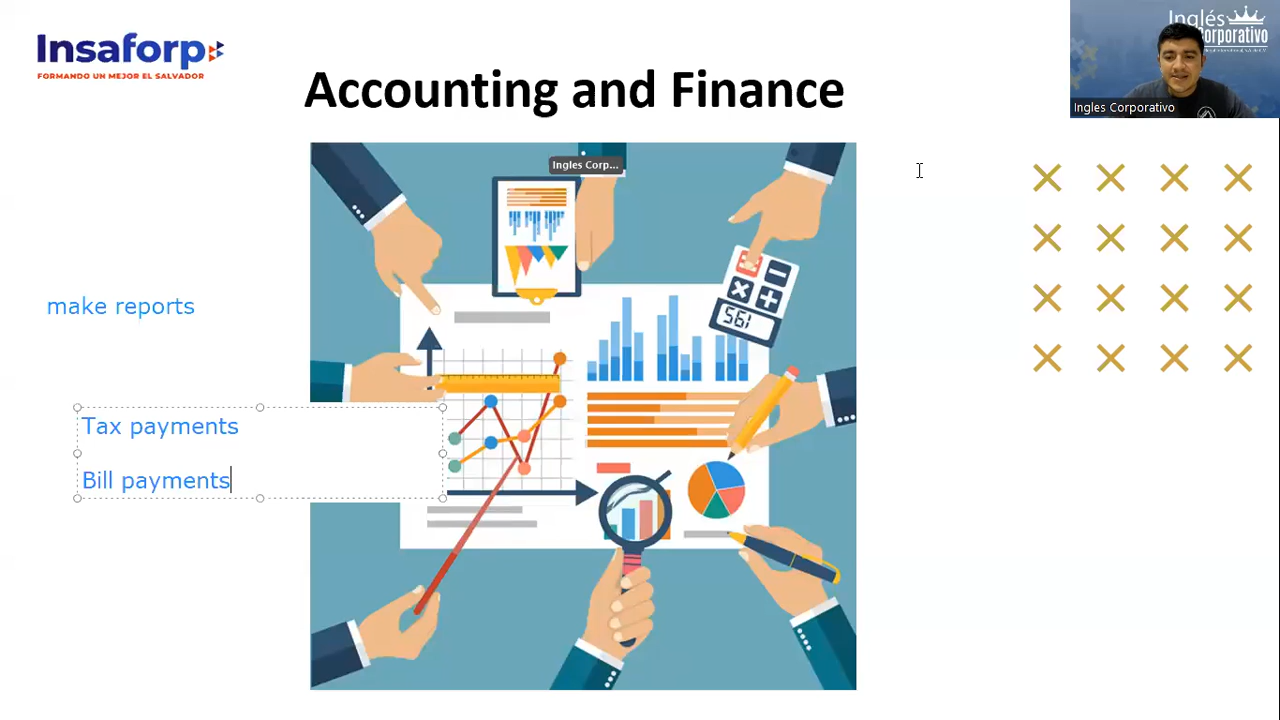 Insaforp
FORMANDO UN MEJOR EL SALVADOR
Accounting and Finance
Inglés
Corporativo
Ingles Corporativo
Ingles Corp...
make reports
Tax payments
Bill payments
561